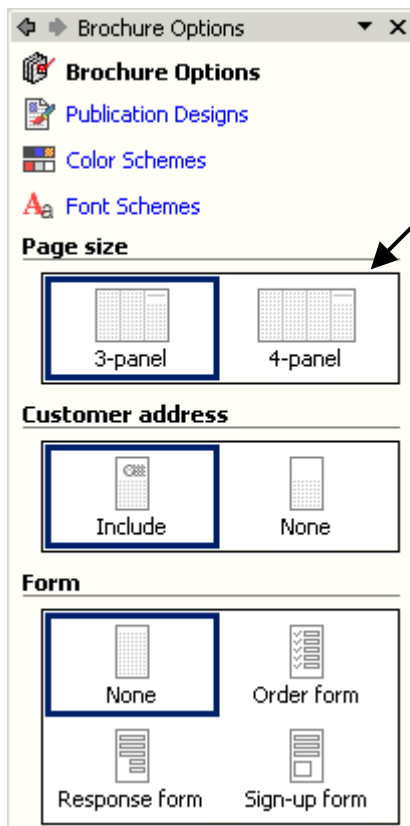 Brochure Options
Brochure Options
Publication Designs
Color Schemes
Aa Font Schemes
Page size
3-panel 4-panel
Customer address
Include None
Form
None Order form
Response form Sign-up form